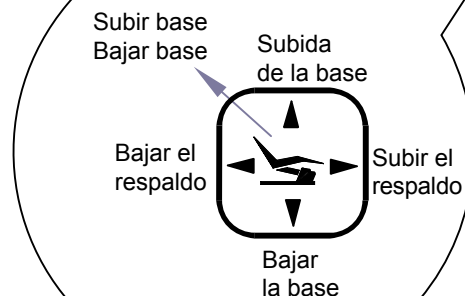 Subir base
Bajar base
Subida
de la base
Bajar el
respaldo
Subir el
respaldo
Bajar
la base